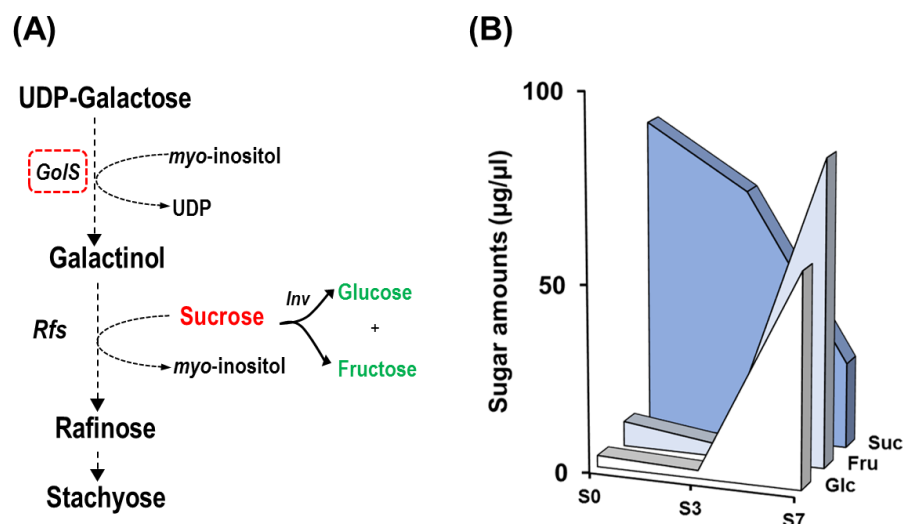 (A)
UDP-Galactose
GolS
myo-inositol
UDP
Galactinol
Rfs
Sucrose
Inv
Glucose
+
Fructose
myo-inositol
Rafinose
Stachyose
(B)
Sugar amounts (µg/µl)
100
50
0
S0
S3
S7
Suc
Fru
Glc